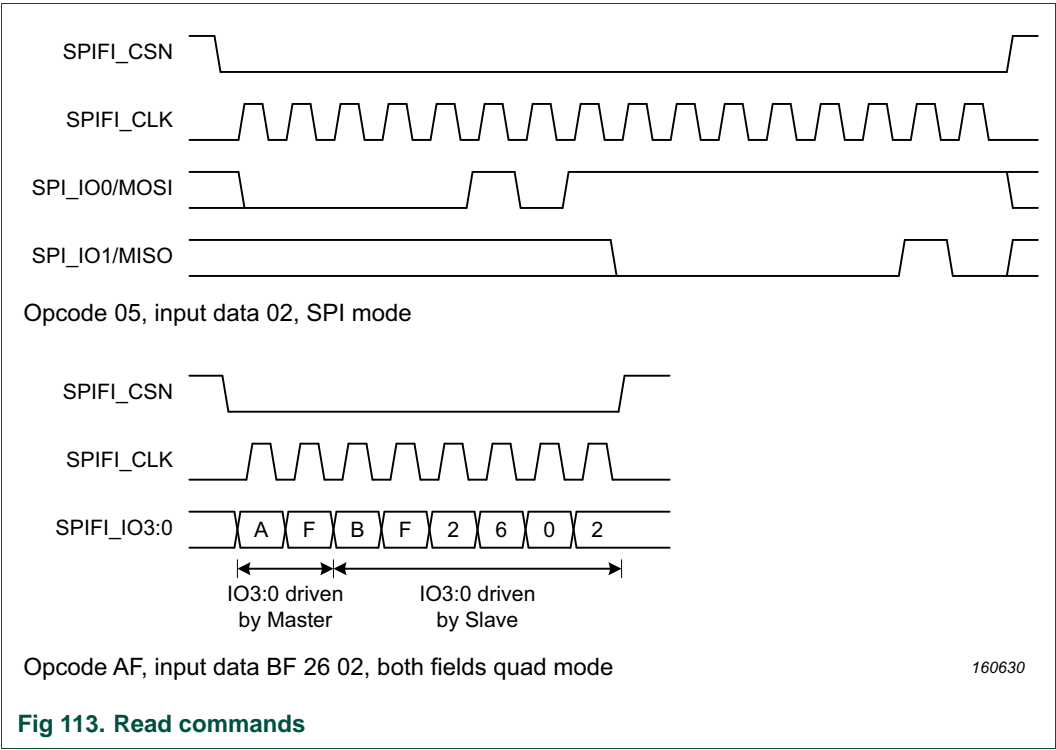 SPIFI_CSN
SPIFI_CLK
SPI_IO0/MOSI
SPI_IO1/MISO
Opcode 05, input data 02, SPI mode
SPIFI_CSN
SPIFI_CLK
SPIFI_IO3:0 A F B F 2 6 0 2
IO3:0 driven by Master
IO3:0 driven by Slave
Opcode AF, input data BF 26 02, both fields quad mode
160630
Fig 113. Read commands